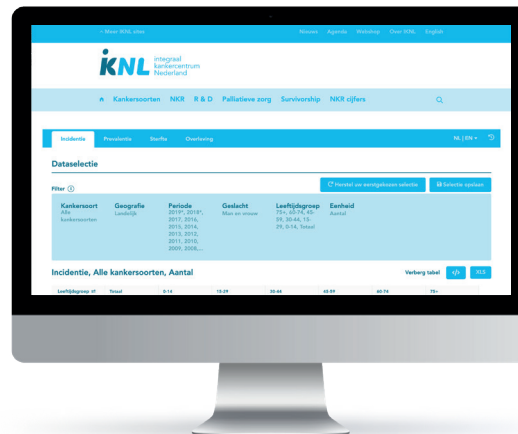 < Meer IKNL sites Nieuws Agenda Webshop Over IKNL English
iKNL integraal
kankercentrum
Nederland
Kankersoorten NKR R & D Palliatieve zorg Survivorship NKR cijfers
Incidentie Prevalentie Sterfte Overleving NL | EN
Dataselectie
Filter
Herstel uw eerstgekozen selectie Selectie opslaan
Kankersoort Geografie Periode Geslacht Leeftijdsgroep Eenheid
Alle Landelijk 2019*, 2018*, Man en vrouw 75+, 60-74, 45- Aantal
kankersoorten 2017, 2016, 59, 30-44, 15-
2015, 2014, 29, 0-14, Totaal
2013, 2012,
2011, 2010,
2009, 2008,...
Incidentie, Alle kankersoorten, Aantal Verberg tabel </> XLS
Leeftijdsgroep Totaal 0-14 15-29 30-44 45-59 60-74 75+